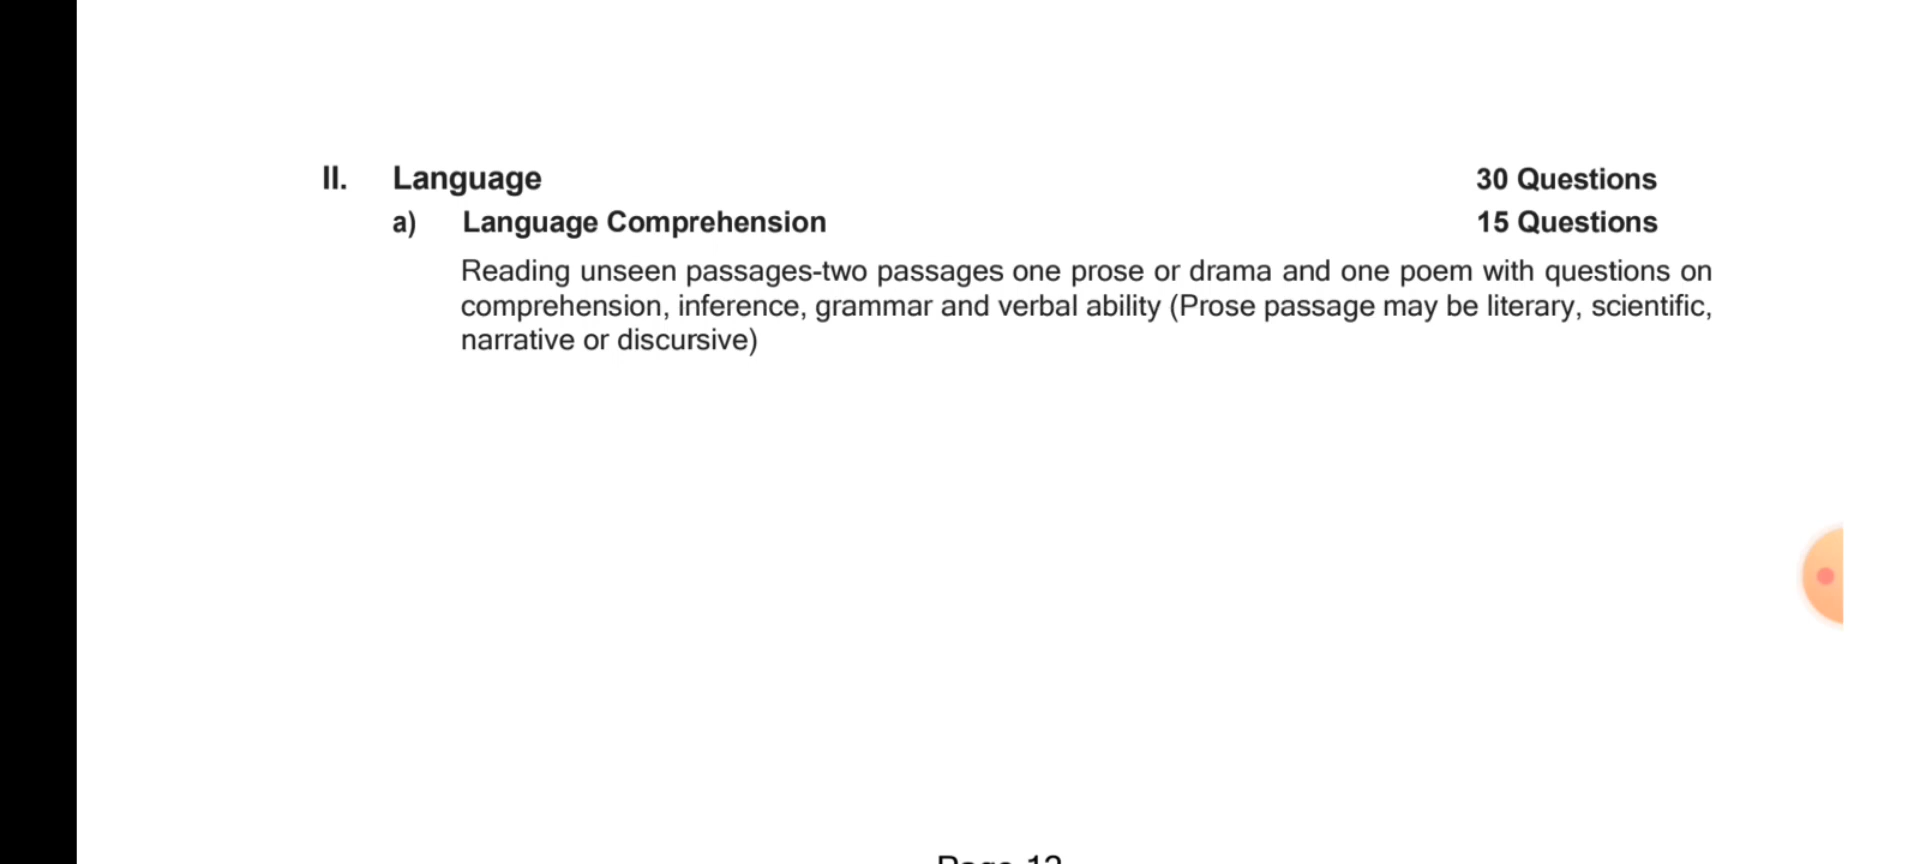 II. Language 30 Questions
a) Language Comprehension 15 Questions
Reading unseen passages-two passages one prose or drama and one poem with questions on
comprehension, inference, grammar and verbal ability (Prose passage may be literary, scientific,
narrative or discursive)